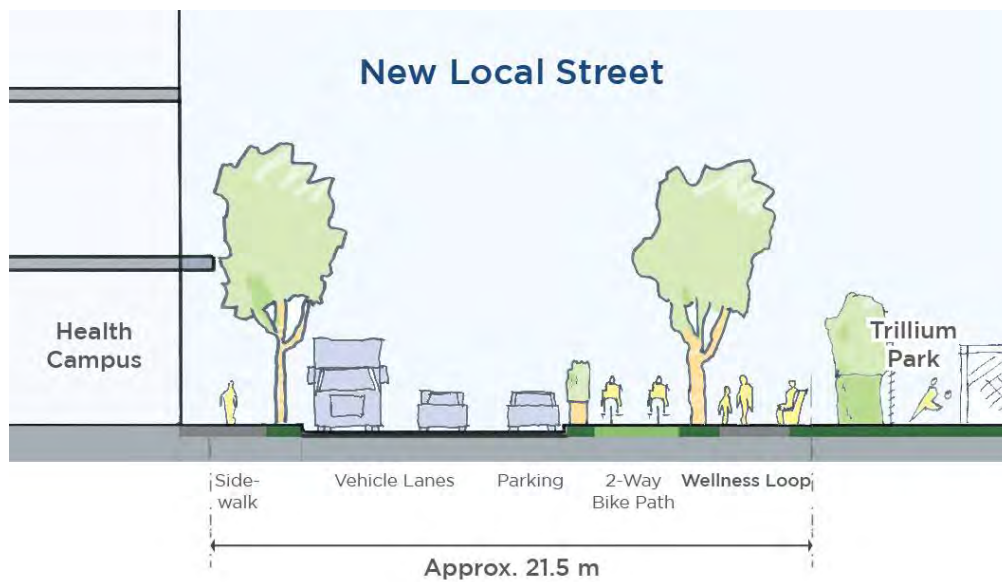 New Local Street
Health
Campus
Trillium
Park
Side-
walk
Vehicle Lanes
Parking
2-Way
Bike Path
Wellness Loop
Approx. 21.5 m